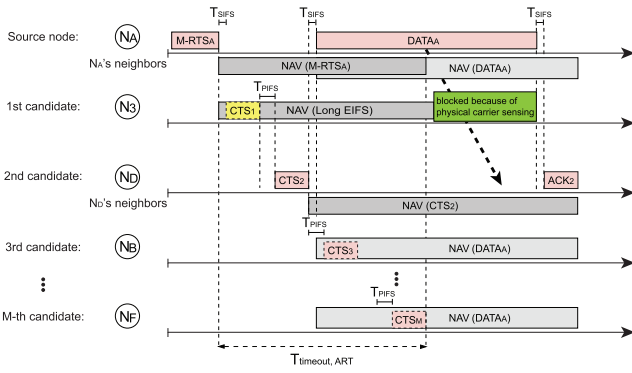 TSIFS
TSIFS
TSIFS
Source node:
NA
M-RTSA
DATAA
NA's neighbors
NAV (M-RTSA)
NAV (DATAA)
TPIFS
1st candidate:
N3
CTS1
NAV (Long EIFS)
blocked because of
physical carrier sensing
2nd candidate:
ND
CTS2
ACK2
ND's neighbors
NAV (CTS2)
TPIFS
3rd candidate:
NB
CTS3
NAV (DATAA)
TPIFS
M-th candidate:
NF
CTSM
NAV (DATAA)
Ttimeout, ART